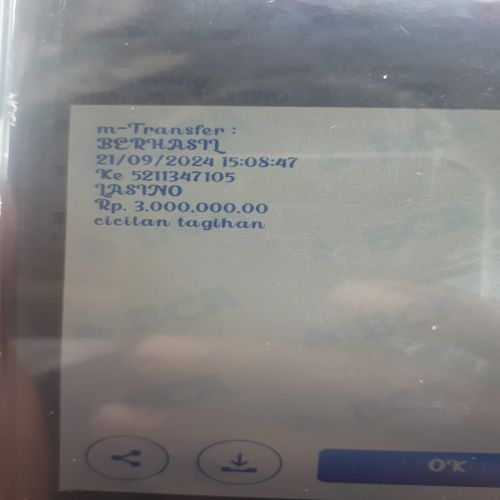 m-Transfer :
BERHASIL
21/09/2024 15:08:47
Ke 5211347105
LASINO
Rp. 3.000.000.00
cicilan tagihan
BCA
OK